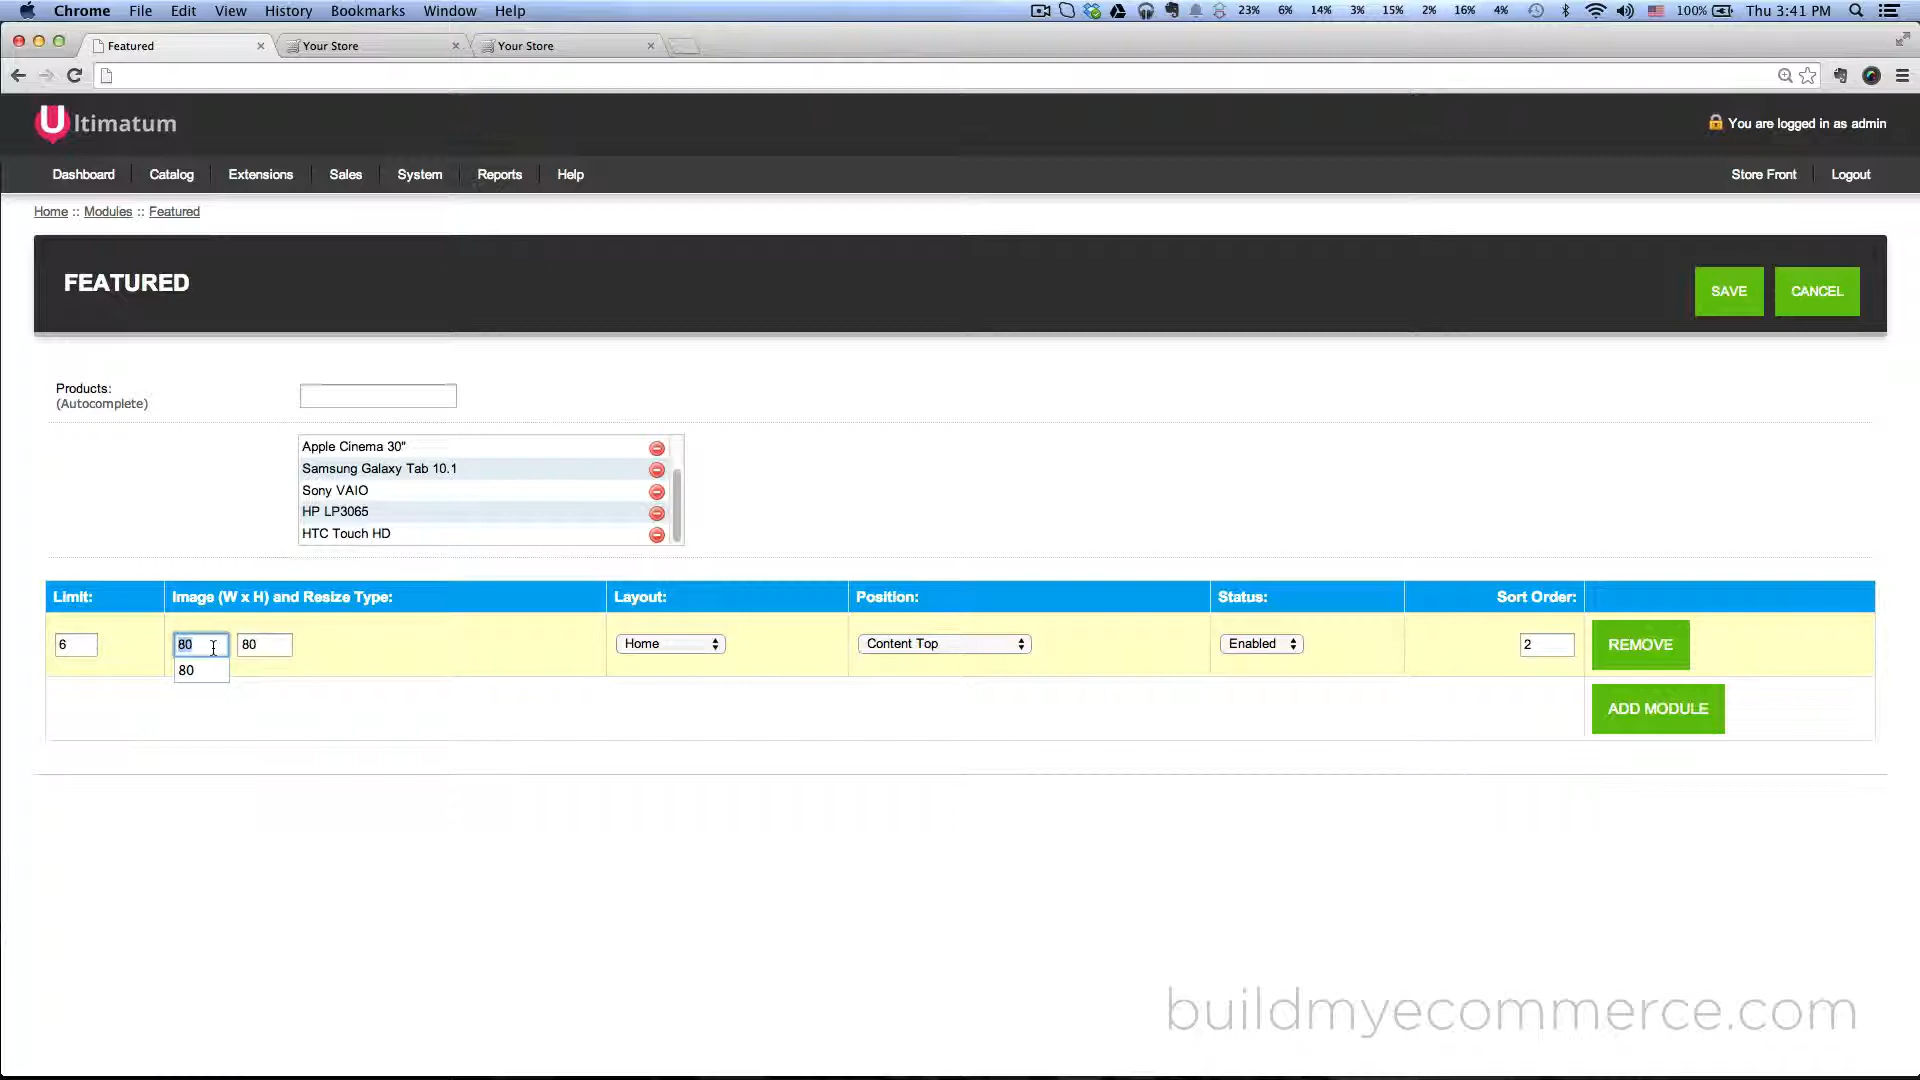 Chrome File Edit View History Bookmarks Window Help 23% 6% 14% 3% 15% 2% 16% 4% 100% Thu 3:41 PM
Featured Your Store Your Store
Ultimatum
You are logged in as admin
Dashboard Catalog Extensions Sales System Reports Help Store Front Logout
Home :: Modules :: Featured
FEATURED
SAVE CANCEL
Products:
(Autocomplete)
Apple Cinema 30"
Samsung Galaxy Tab 10.1
Sony VAIO
HP LP3065
HTC Touch HD
Limit: Image (W x H) and Resize Type: Layout: Position: Status: Sort Order:
6 80 80 Home Content Top Enabled 2 REMOVE
80
ADD MODULE
buildmyecommerce.com